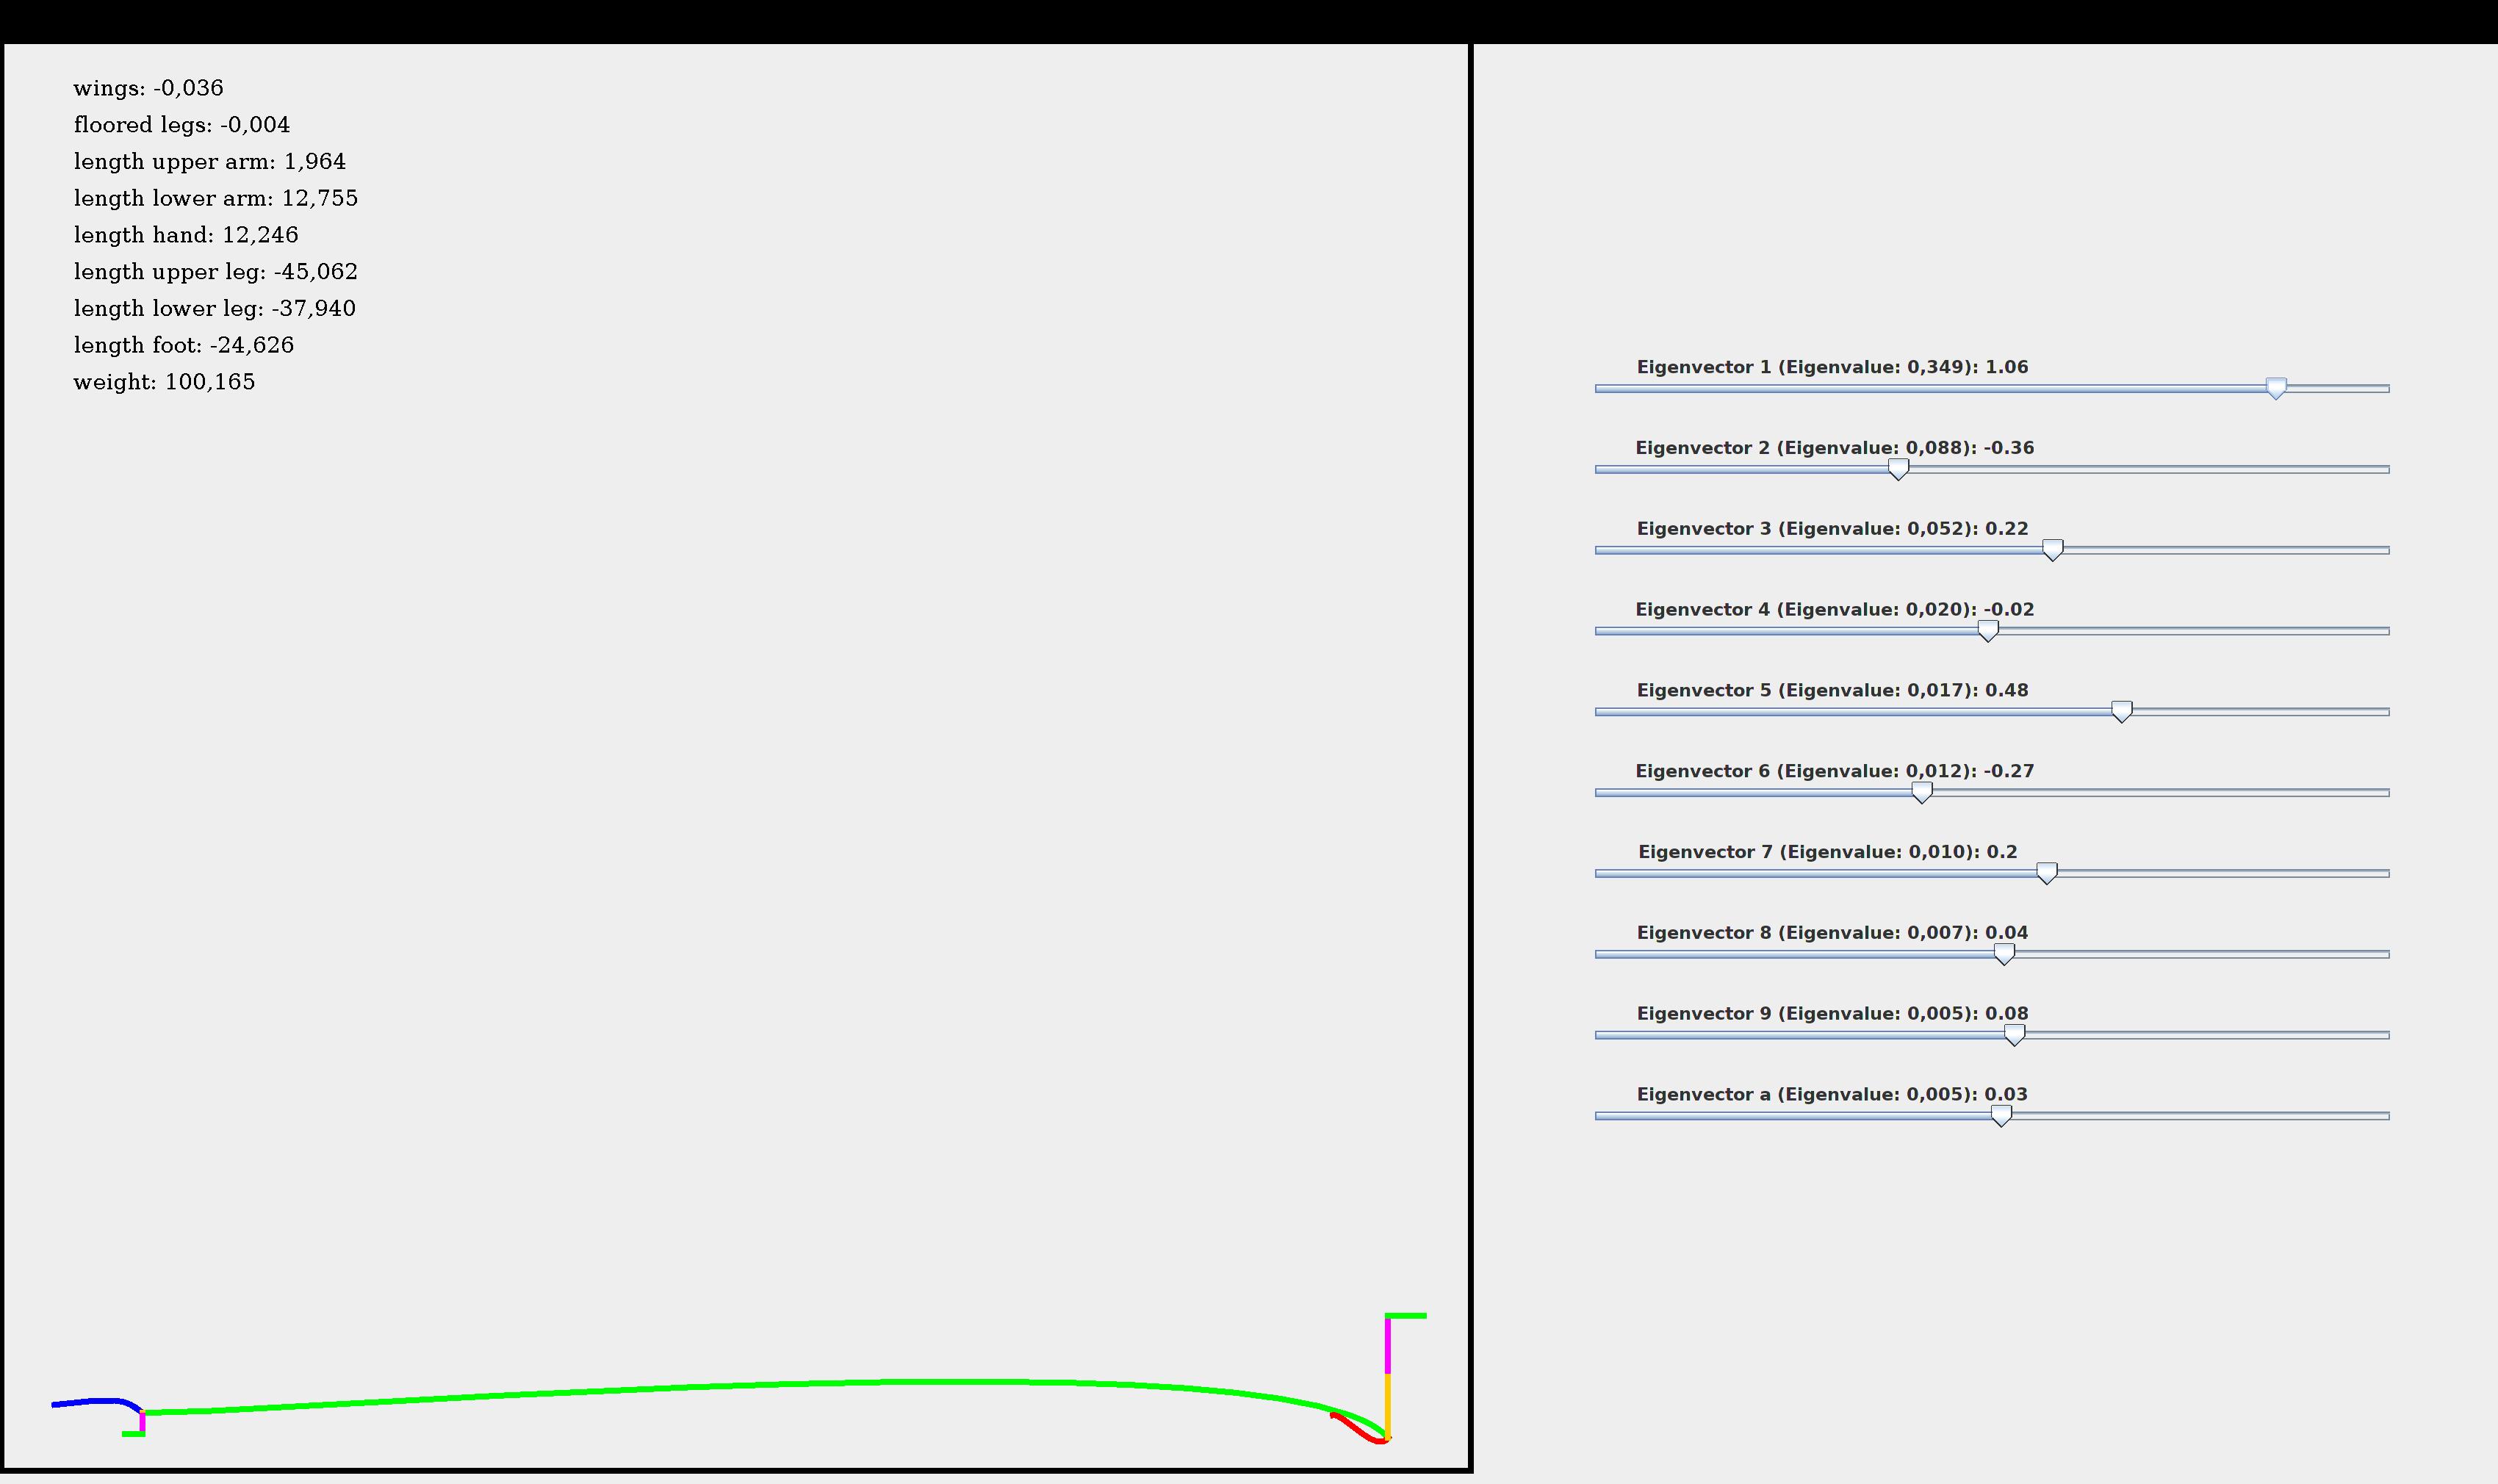 wings: -0,036
floored legs: -0,004
length upper arm: 1,964
length lower arm: 12,755
length hand: 12,246
length upper leg: -45,062
length lower leg: -37,940
length foot: -24,626
weight: 100,165
Eigenvector 1 (Eigenvalue: 0,349): 1.06
Eigenvector 2 (Eigenvalue: 0,088): -0.36
Eigenvector 3 (Eigenvalue: 0,052): 0.22
Eigenvector 4 (Eigenvalue: 0,020): -0.02
Eigenvector 5 (Eigenvalue: 0,017): 0.48
Eigenvector 6 (Eigenvalue: 0,012): -0.27
Eigenvector 7 (Eigenvalue: 0,010): 0.2
Eigenvector 8 (Eigenvalue: 0,007): 0.04
Eigenvector 9 (Eigenvalue: 0,005): 0.08
Eigenvector a (Eigenvalue: 0,005): 0.03